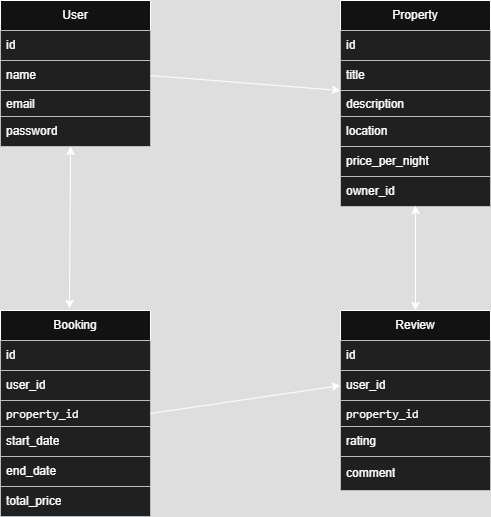 User
id
name
email
password
Property
id
title
description
location
price_per_night
owner_id
Booking
id
user_id
property_id
start_date
end_date
total_price
Review
id
user_id
property_id
rating
comment